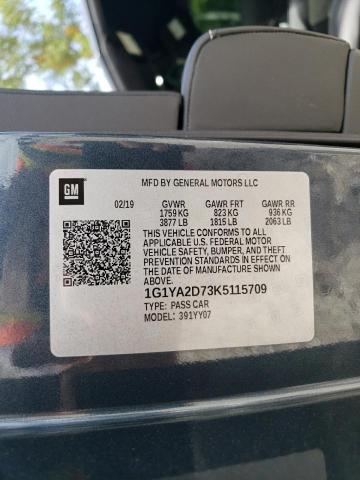 GM
MFD BY GENERAL MOTORS LLC
02/19 GVWR GAWR FRT GAWR RR
1759 KG 823 KG 936 KG
3877 LB 1815 LB 2063 LB
THIS VEHICLE CONFORMS TO ALL
APPLICABLE U.S. FEDERAL MOTOR
VEHICLE SAFETY, BUMPER, AND THEFT
PREVENTION STANDARDS IN EFFECT ON
THE DATE OF MANUFACTURE SHOWN
ABOVE.
1G1YA2D73K5115709
TYPE: PASS CAR
MODEL: 391YY07